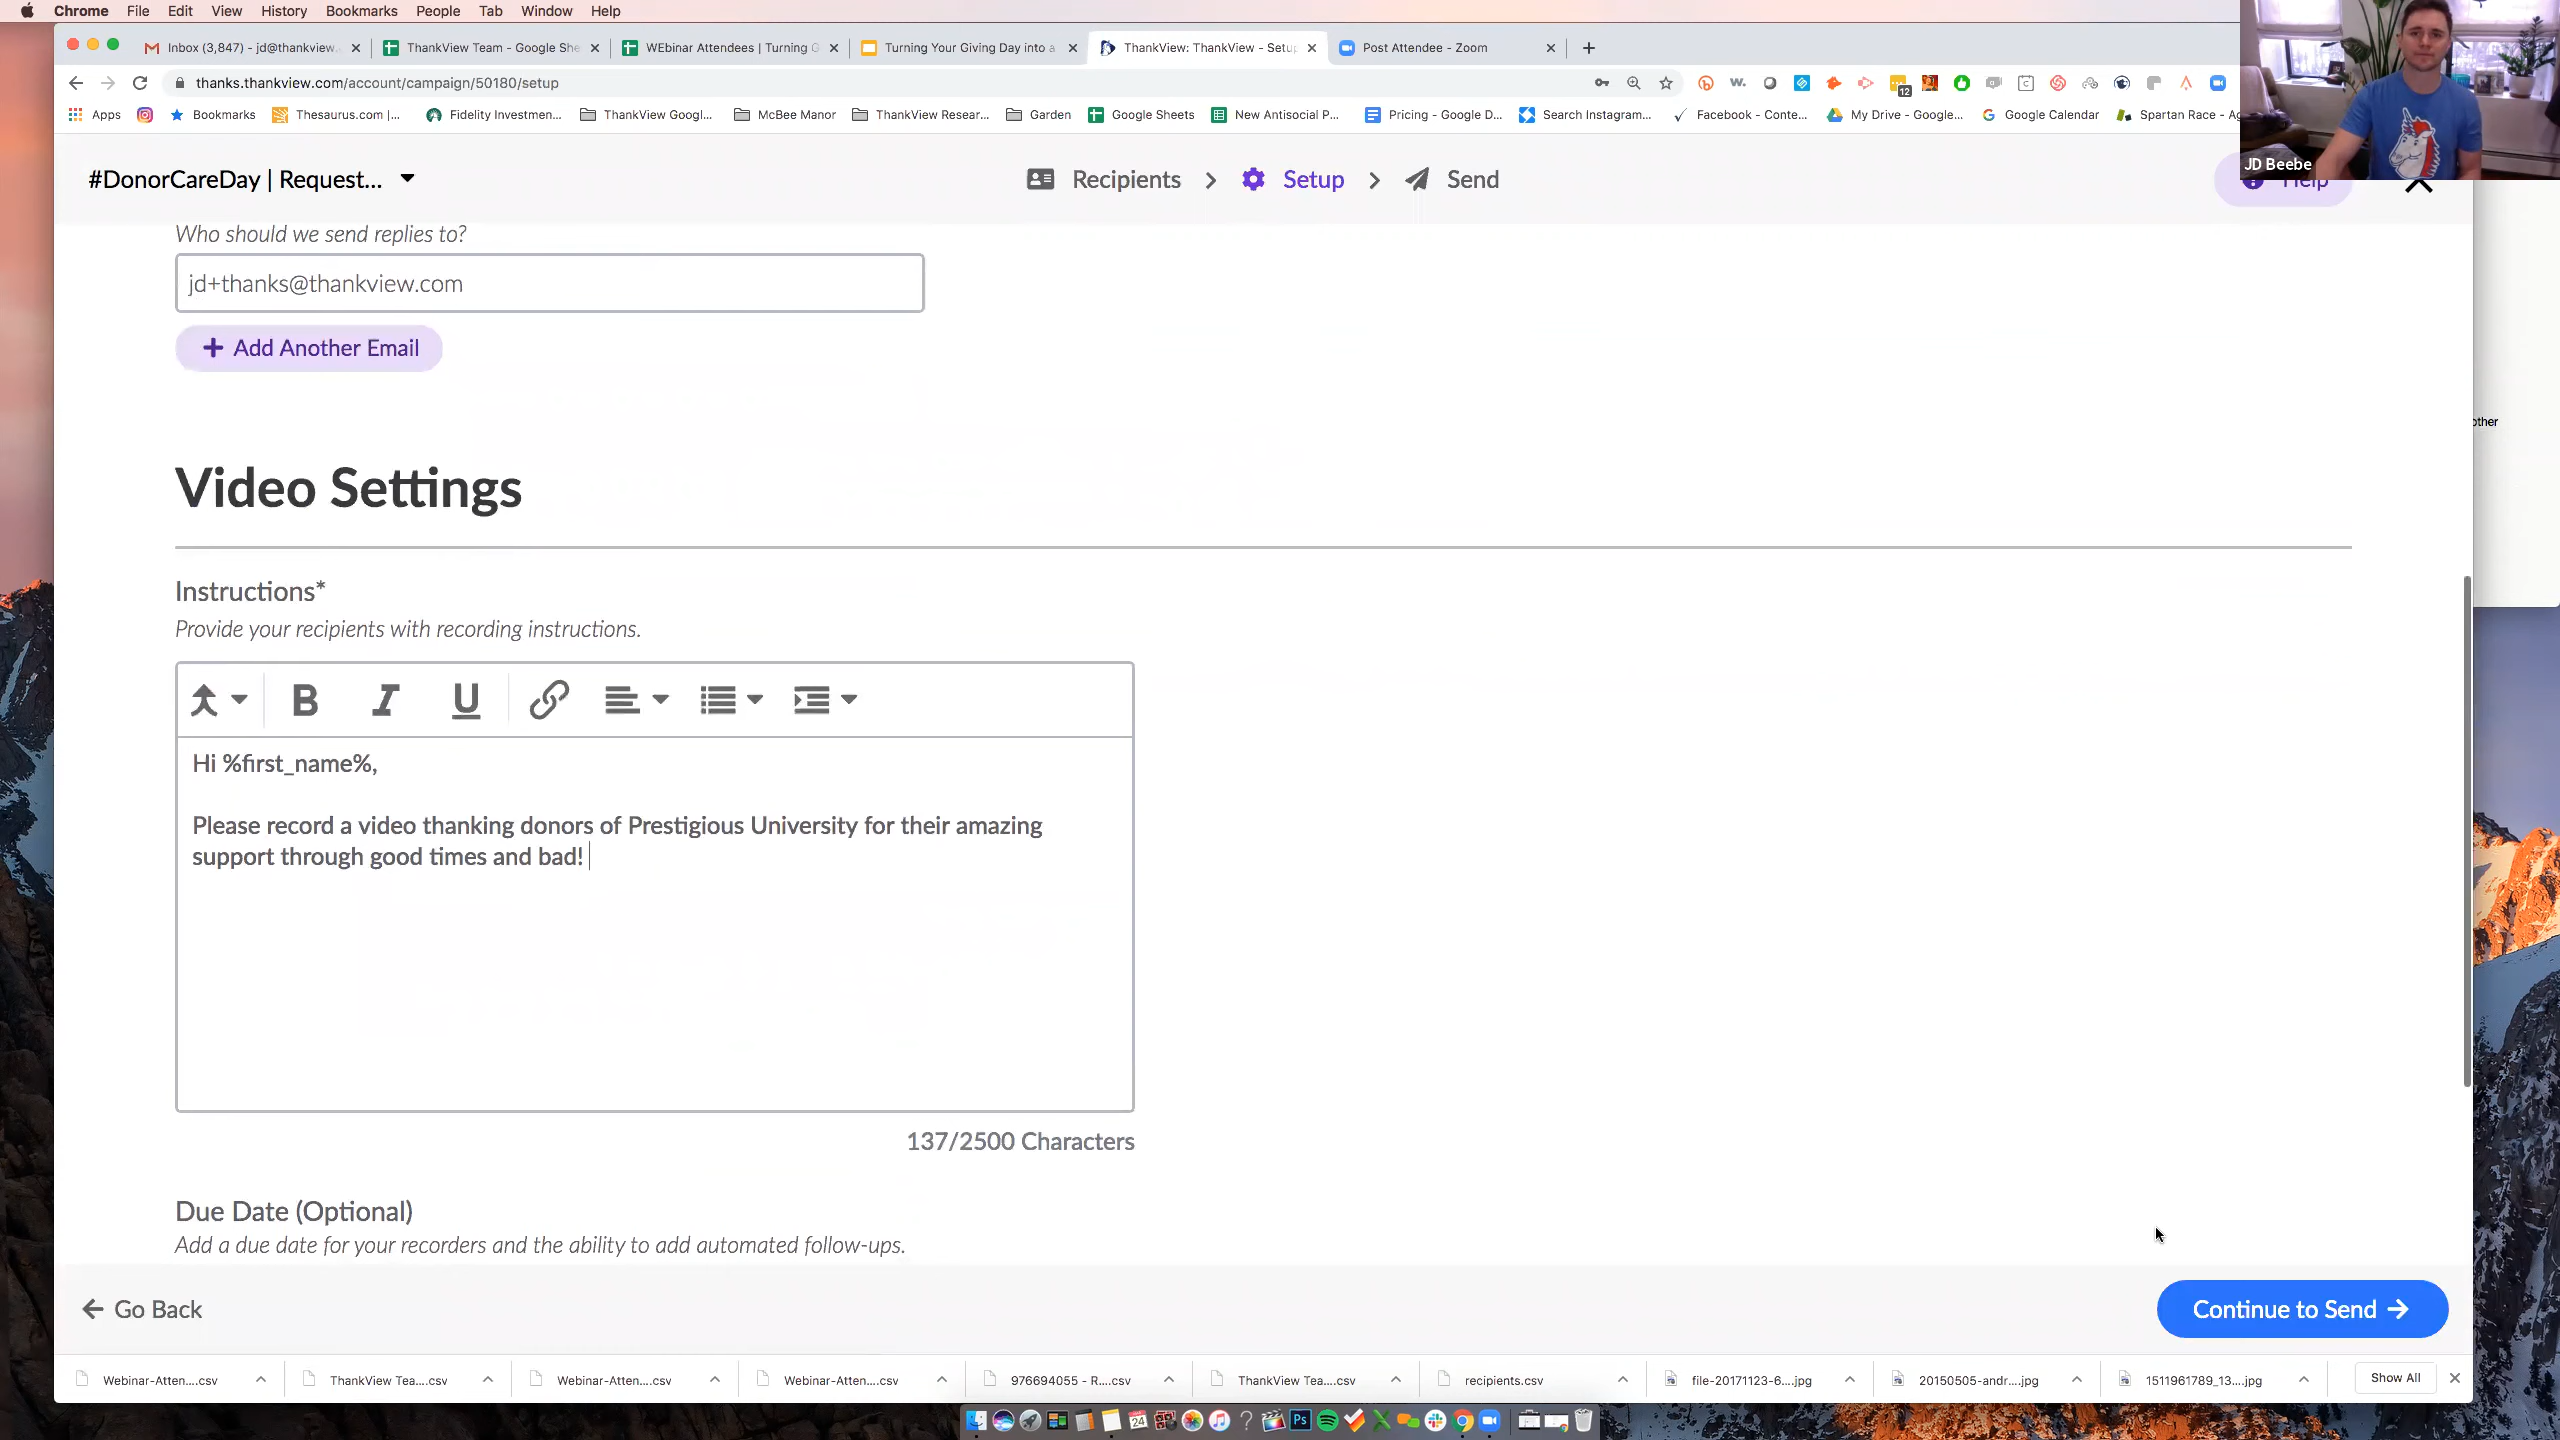 Chrome File Edit View History Bookmarks People Tab Window Help
Inbox (3,847) - jd@thankview. ThankView Team - Google She WEbinar Attendees | Turning G Turning Your Giving Day into a ThankView: ThankView - Setu Post Attendee - Zoom
thanks.thankview.com/account/campaign/50180/setup
12
Apps Bookmarks Thesaurus.com |... Fidelity Investmen... ThankView Googl... McBee Manor ThankView Resear... Garden Google Sheets New Antisocial P... Pricing - Google D... Search Instagram... Facebook - Conte... My Drive - Google... Google Calendar Spartan Race - Ag
JD Beebe
#DonorCareDay | Request... Recipients Setup Send Help
Who should we send replies to?
jd+thanks@thankview.com
+ Add Another Email
other
Video Settings
Instructions*
Provide your recipients with recording instructions.
B I U
Hi %first_name%,
Please record a video thanking donors of Prestigious University for their amazing
support through good times and bad!
137/2500 Characters
Due Date (Optional)
Add a due date for your recorders and the ability to add automated follow-ups.
Go Back Continue to Send
Webinar-Atten....csv ThankView Tea....csv Webinar-Atten....csv Webinar-Atten....csv 976694055 - R....csv ThankView Tea....csv recipients.csv file-20171123-6....jpg 20150505-andr....jpg 1511961789_13....jpg Show All
24 Ps